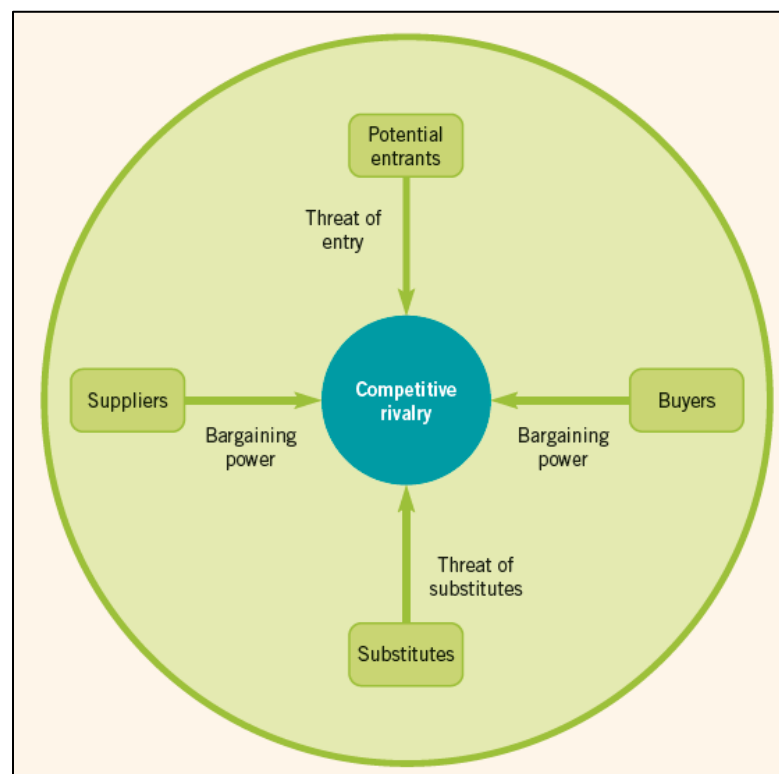 Potential
entrants
Threat of
entry
Suppliers
Competitive
rivalry
Buyers
Bargaining
power
Bargaining
power
Threat of
substitutes
Substitutes